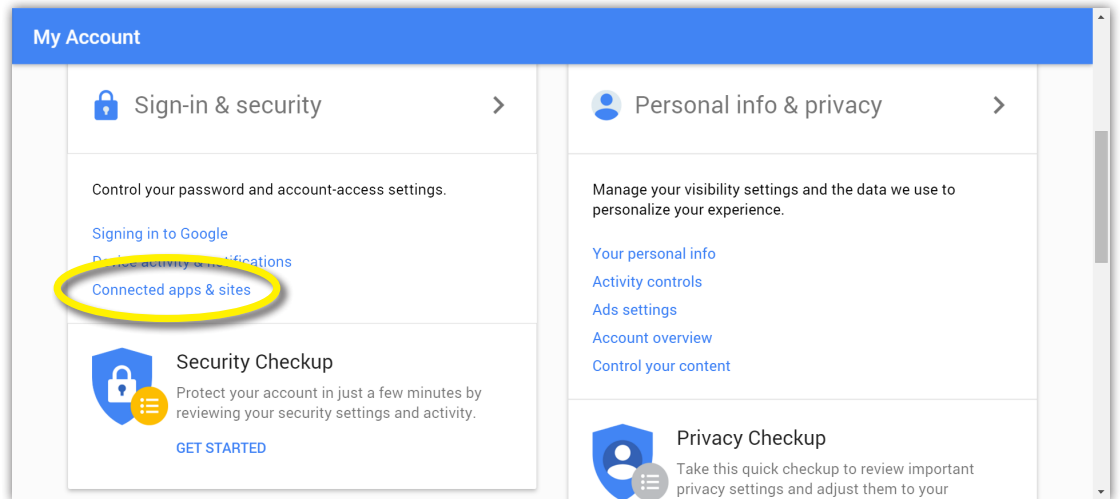 My Account
Sign-in & security
Control your password and account-access settings.
Signing in to Google
Device activity & notifications
Connected apps & sites
Security Checkup
Protect your account in just a few minutes by
reviewing your security settings and activity.
GET STARTED
Personal info & privacy
Manage your visibility settings and the data we use to
personalize your experience.
Your personal info
Activity controls
Ads settings
Account overview
Control your content
Privacy Checkup
Take this quick checkup to review important
privacy settings and adjust them to your